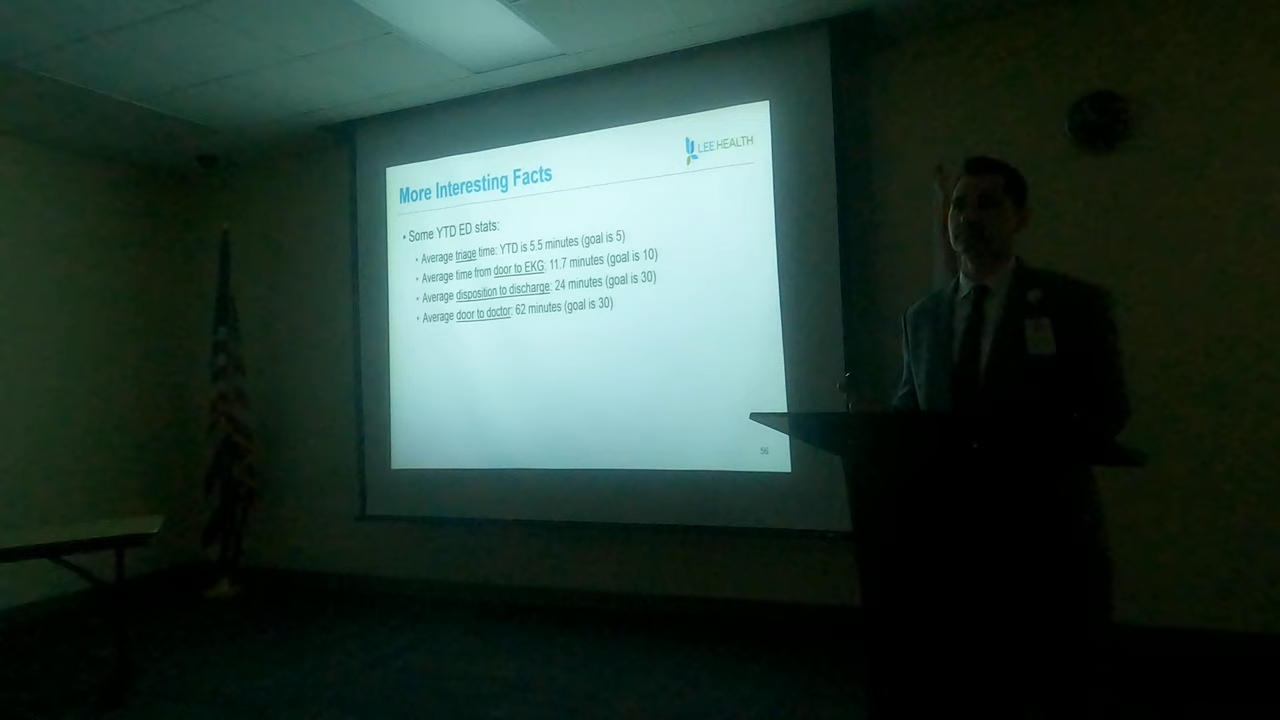 LEE HEALTH
More Interesting Facts
• Some YTD ED stats:
• Average triage time: YTD is 5.5 minutes (goal is 5)
• Average time from door to EKG: 11.7 minutes (goal is 10)
• Average disposition to discharge: 24 minutes (goal is 30)
• Average door to doctor: 62 minutes (goal is 30)
56